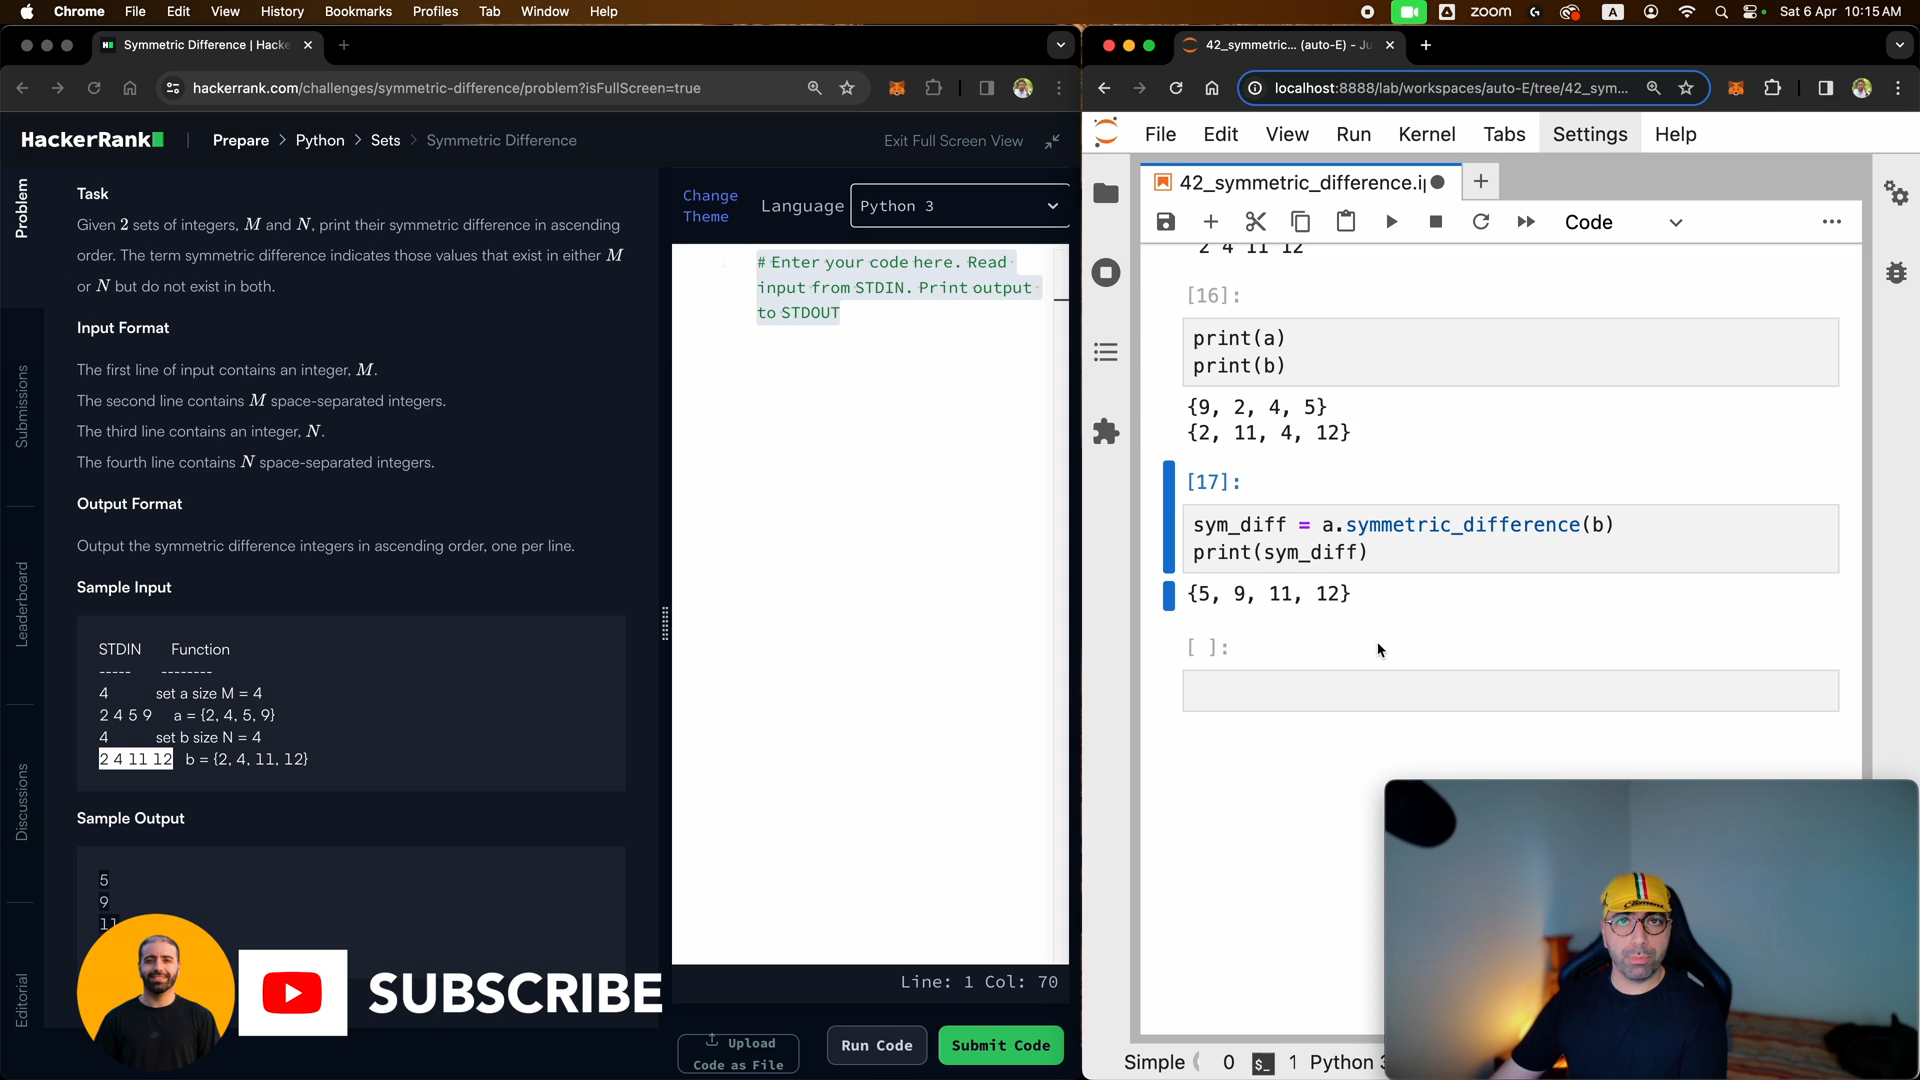 Chrome File Edit View History Bookmarks Profiles Tab Window Help
zoom
A
Sat 6 Apr 10:15 AM
Symmetric Difference | Hacke
hackerrank.com/challenges/symmetric-difference/problem?isFullScreen=true
HackerRank
Prepare > Python > Sets > Symmetric Difference
Exit Full Screen View
Problem
Submissions
Leaderboard
Discussions
Editorial
Task
Given 2 sets of integers, M and N, print their symmetric difference in ascending
order. The term symmetric difference indicates those values that exist in either M
or N but do not exist in both.
Input Format
The first line of input contains an integer, M.
The second line contains M space-separated integers.
The third line contains an integer, N.
The fourth line contains N space-separated integers.
Output Format
Output the symmetric difference integers in ascending order, one per line.
Sample Input
STDIN Function
----- --------
4 set a size M = 4
2 4 5 9 a = {2, 4, 5, 9}
4 set b size N = 4
2 4 11 12 b = {2, 4, 11, 12}
Sample Output
5
9
11
SUBSCRIBE
Change
Theme
Language
Python 3
1
# Enter your code here. Read
input from STDIN. Print output
to STDOUT
Line: 1 Col: 70
Upload
Code as File
Run Code
Submit Code
42_symmetric... (auto-E) - Ju
localhost:8888/lab/workspaces/auto-E/tree/42_sym...
File Edit View Run Kernel Tabs Settings Help
42_symmetric_difference.i
Code
2 4 11 12
[16]:
print(a)
print(b)
{9, 2, 4, 5}
{2, 11, 4, 12}
[17]:
sym_diff = a.symmetric_difference(b)
print(sym_diff)
{5, 9, 11, 12}
[ ]:
Simple 0 $_ 1 Python 3